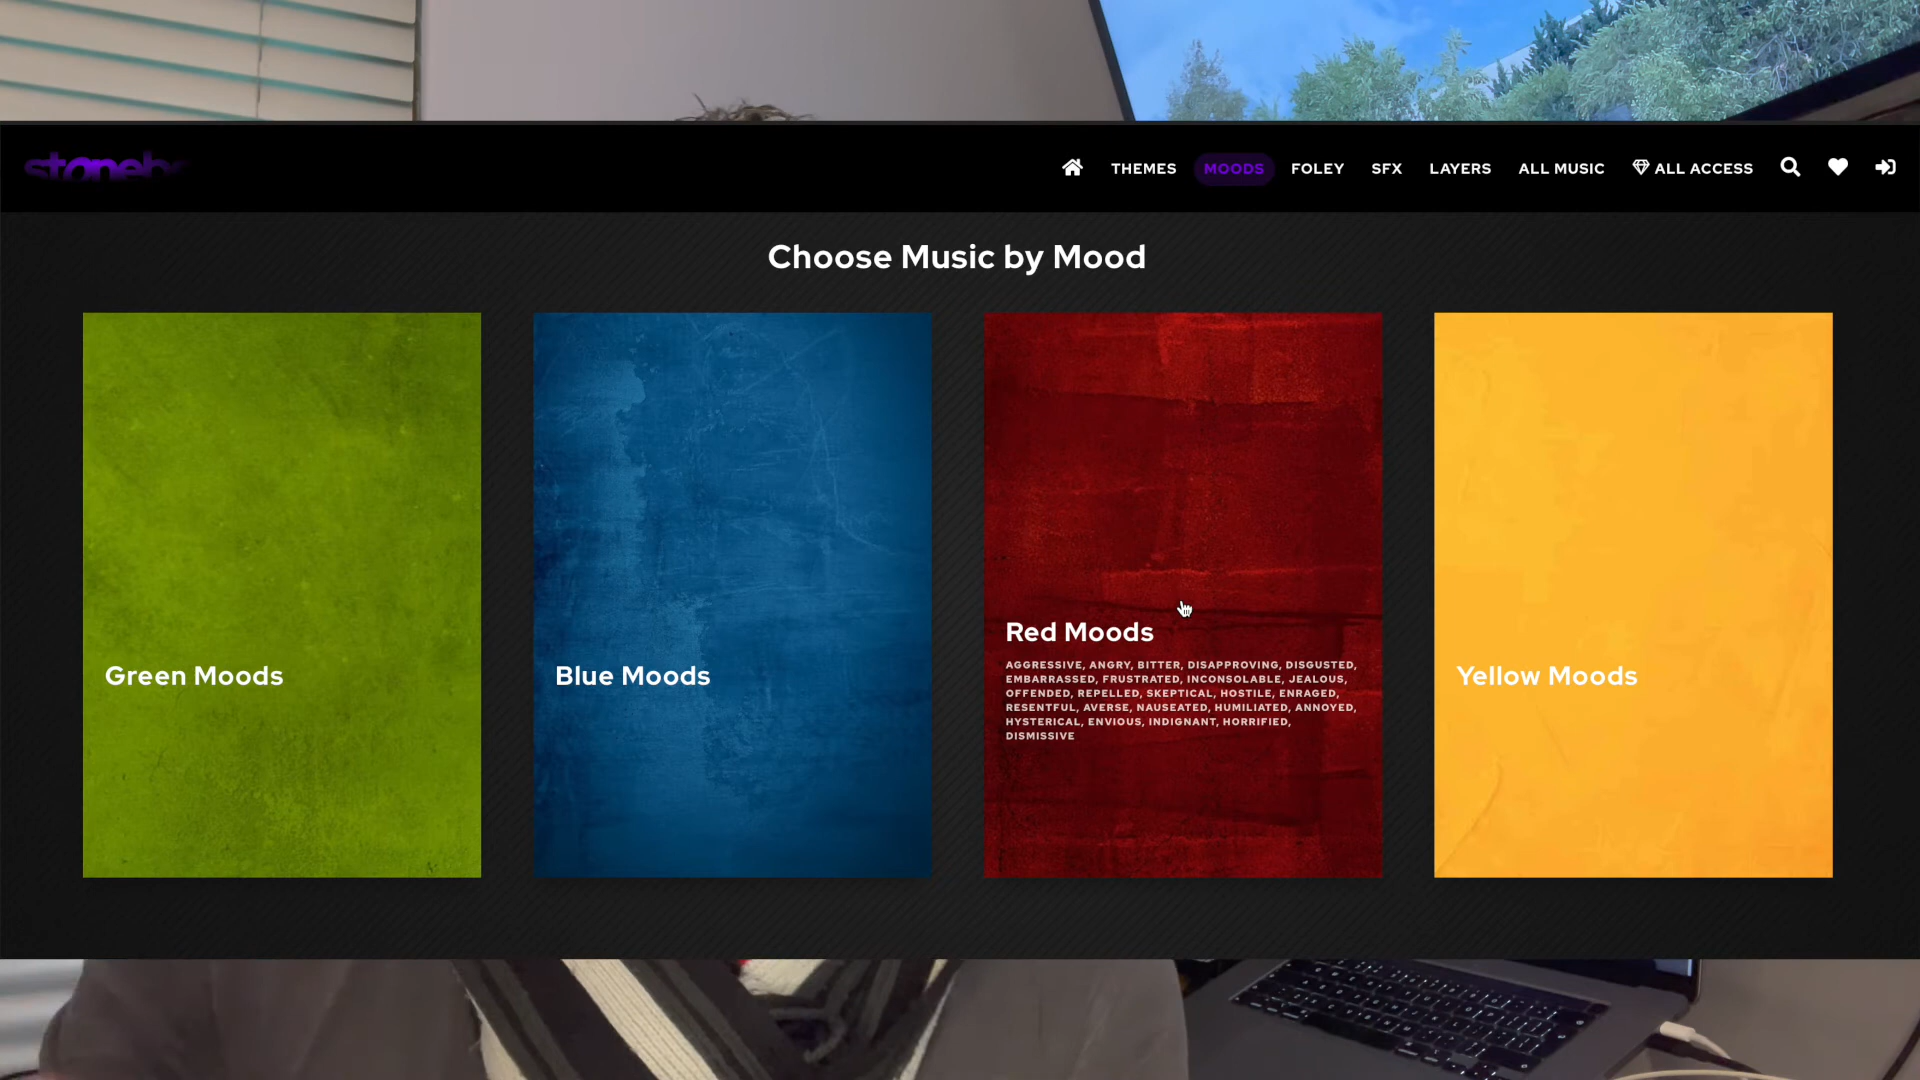 THEMES
MOODS
FOLEY
SFX
LAYERS
ALL MUSIC
ALL ACCESS
Choose Music by Mood
Green Moods
Blue Moods
Red Moods
AGGRESSIVE, ANGRY, BITTER, DISAPPROVING, DISGUSTED,
EMBARRASSED, FRUSTRATED, INCONSOLABLE, JEALOUS,
OFFENDED, REPELLED, SKEPTICAL, HOSTILE, ENRAGED,
RESENTFUL, AVERSE, NAUSEATED, HUMILIATED, ANNOYED,
HYSTERICAL, ENVIOUS, INDIGNANT, HORRIFIED,
DISMISSIVE
Yellow Moods